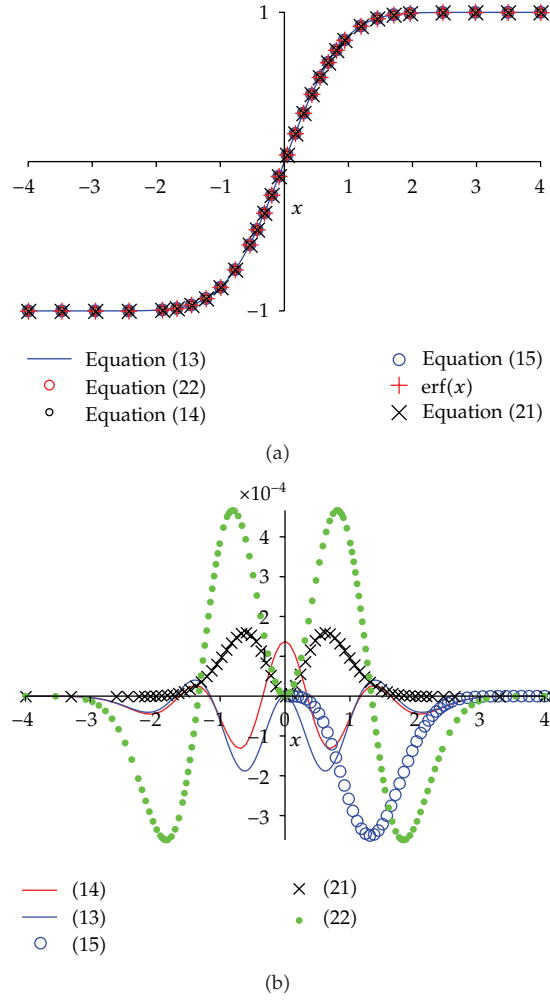 1
−4 −3 −2 −1 1 2 3 4
x
−1
Equation (13) Equation (15)
Equation (22) erf(x)
Equation (14) Equation (21)
(a)
×10−4
4
2
−4 −3 −2 −1 0 1 2 3 4
−1 x
−2
−3
(14) (21)
(13) (22)
(15)
(b)